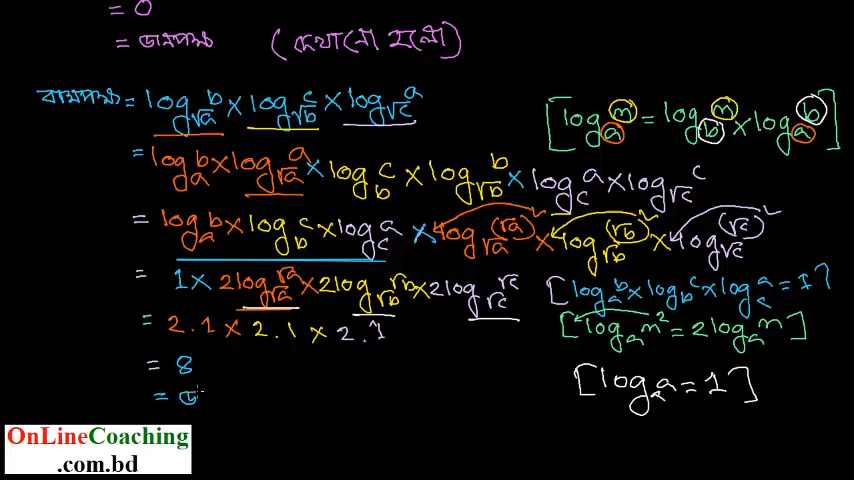 = 0
= ডানপক্ষ (দেখানো হলো)
বামপক্ষ = log_√a b × log_√b c × log_√c a
[log_a m = log_b m × log_a b]
= log_a b × log_√a a × log_b c × log_√b b × log_c a × log_√c c
= log_a b × log_b c × log_c a × log_√a (√a)² × log_√b (√b)² × log_√c (√c)²
= 1 × 2log_√a √a × 2log_√b √b × 2log_√c √c [log_a b × log_b c × log_c a = 1]
= 2.1 × 2.1 × 2.1 [log_a m² = 2log_a m]
= 8 [log_a a = 1]
= ড
OnLineCoaching
.com.bd